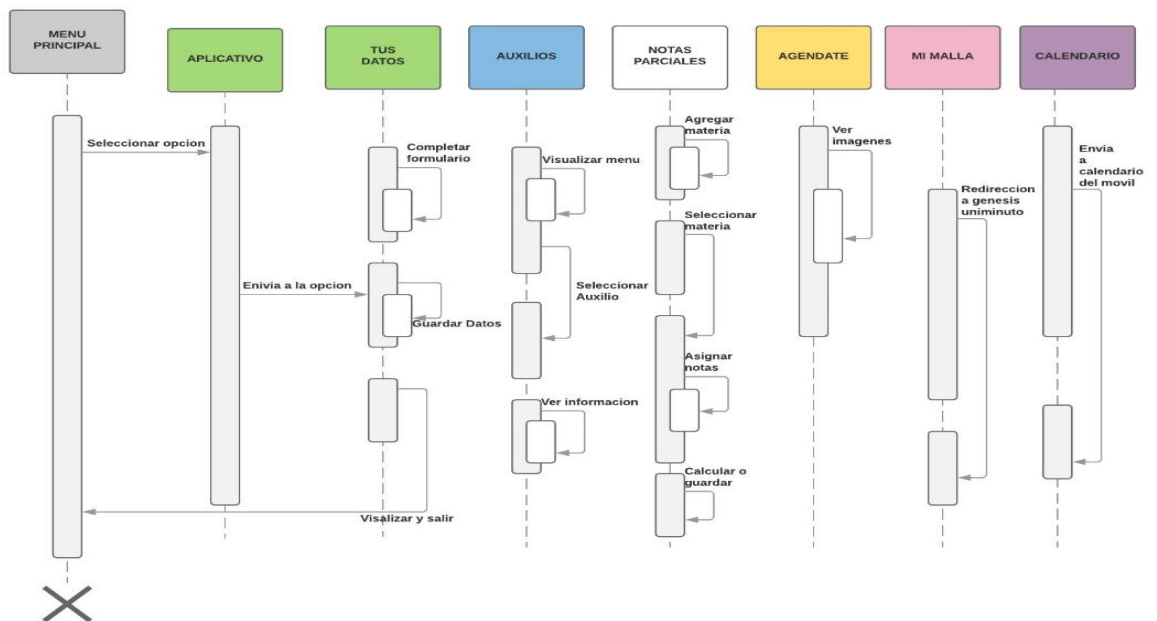 MENU
PRINCIPAL
APLICATIVO
TUS
DATOS
AUXILIOS
NOTAS
PARCIALES
AGENDATE
MI MALLA
CALENDARIO
Seleccionar opcion
Completar
formulario
Visualizar menu
Agregar
materia
Ver
imagenes
Envia
a
calendario
del movil
Redireccion
a genesis
uniminuto
Seleccionar
materia
Enivia a la opcion
Guardar Datos
Seleccionar
Auxilio
Asignar
notas
Ver informacion
Calcular o
guardar
Visalizar y salir